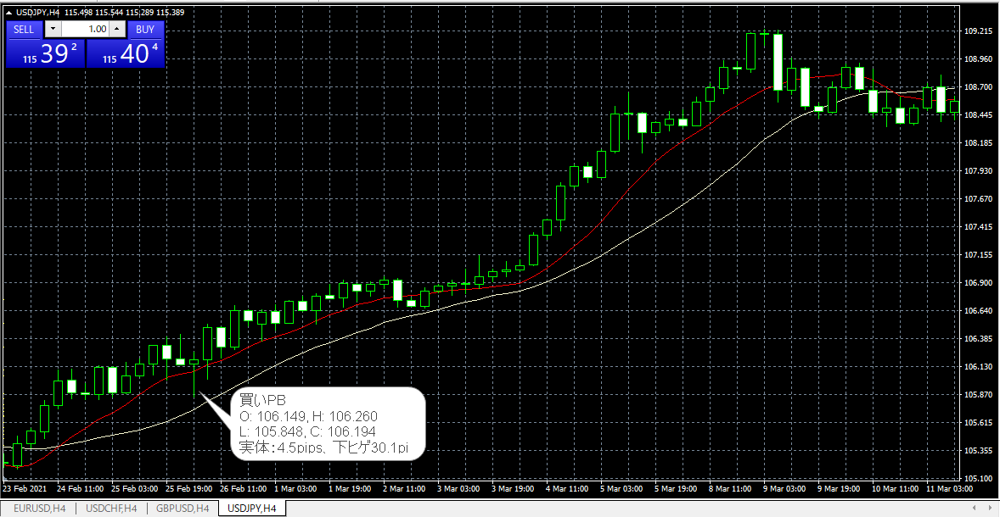 USDJPY,H4 115.498 115.544 115.289 115.389
SELL 1.00 BUY
115 39 2 115 40 4
109.215
108.960
108.700
108.445
108.185
107.930
107.670
107.415
107.155
106.900
106.640
106.385
106.130
105.870
105.615
105.355
105.100
買いPB
O: 106.149, H: 106.260
L: 105.848, C: 106.194
実体:4.5pips、下ヒゲ30.1pi
23 Feb 2021 24 Feb 11:00 25 Feb 03:00 25 Feb 19:00 26 Feb 11:00 1 Mar 03:00 1 Mar 19:00 2 Mar 11:00 3 Mar 03:00 3 Mar 19:00 4 Mar 11:00 5 Mar 03:00 5 Mar 19:00 8 Mar 11:00 9 Mar 03:00 9 Mar 19:00 10 Mar 11:00 11 Mar 03:00
EURUSD,H4 USDCHF,H4 GBPUSD,H4 USDJPY,H4